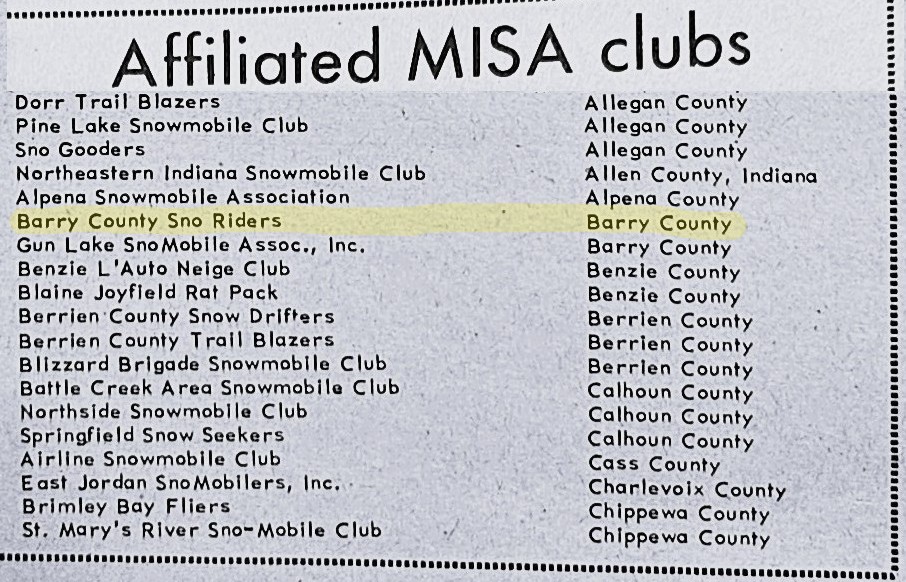 Affiliated MISA clubs
Dorr Trail Blazers Allegan County
Pine Lake Snowmobile Club Allegan County
Sno Gooders Allegan County
Northeastern Indiana Snowmobile Club Allen County, Indiana
Alpena Snowmobile Association Alpena County
Barry County Sno Riders Barry County
Gun Lake SnoMobile Assoc., Inc. Barry County
Benzie L'Auto Neige Club Benzie County
Blaine Joyfield Rat Pack Benzie County
Berrien County Snow Drifters Berrien County
Berrien County Trail Blazers Berrien County
Blizzard Brigade Snowmobile Club Berrien County
Battle Creek Area Snowmobile Club Calhoun County
Northside Snowmobile Club Calhoun County
Springfield Snow Seekers Calhoun County
Airline Snowmobile Club Cass County
East Jordan SnoMobilers, Inc. Charlevoix County
Brimley Bay Fliers Chippewa County
St. Mary's River Sno-Mobile Club Chippewa County